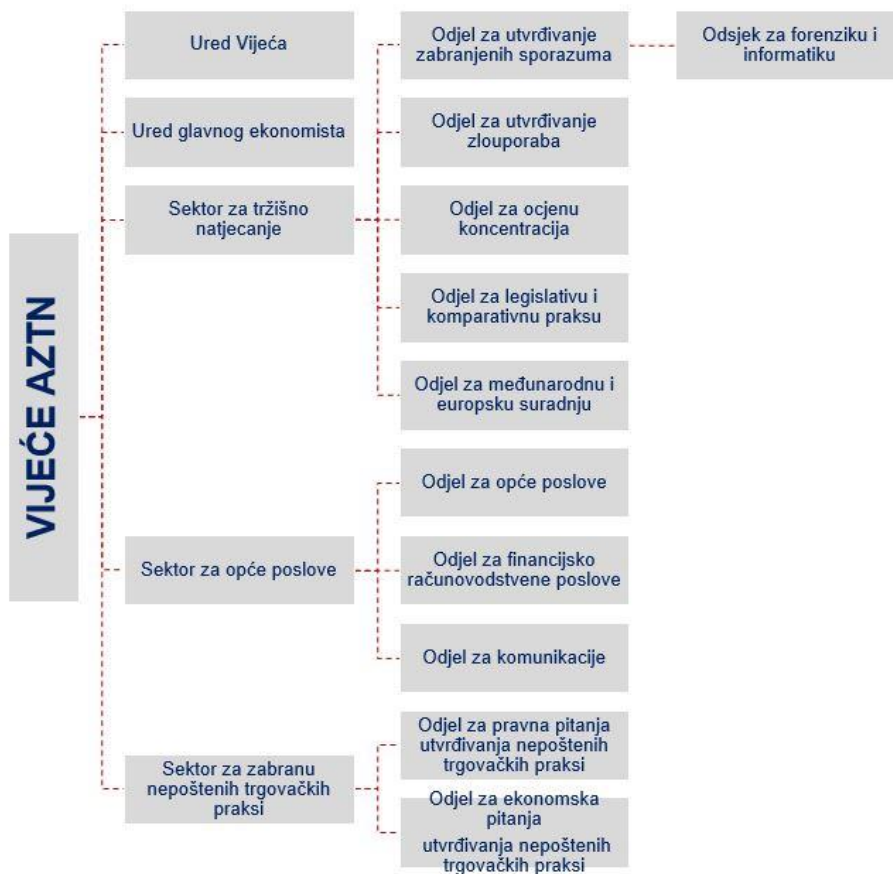 VIJEĆE AZTN
Ured Vijeća
Ured glavnog ekonomista
Sektor za tržišno
natjecanje
Odjel za utvrđivanje
zabranjenih sporazuma
Odsjek za forenziku i
informatiku
Odjel za utvrđivanje
zlouporaba
Odjel za ocjenu
koncentracija
Odjel za legislativu i
komparativnu praksu
Odjel za međunarodnu i
europsku suradnju
Sektor za opće poslove
Odjel za opće poslove
Odjel za financijsko
računovodstvene poslove
Odjel za komunikacije
Sektor za zabranu
nepoštenih trgovačkih
praksi
Odjel za pravna pitanja
utvrđivanja nepoštenih
trgovačkih praksi
Odjel za ekonomska
pitanja
utvrđivanja nepoštenih
trgovačkih praksi